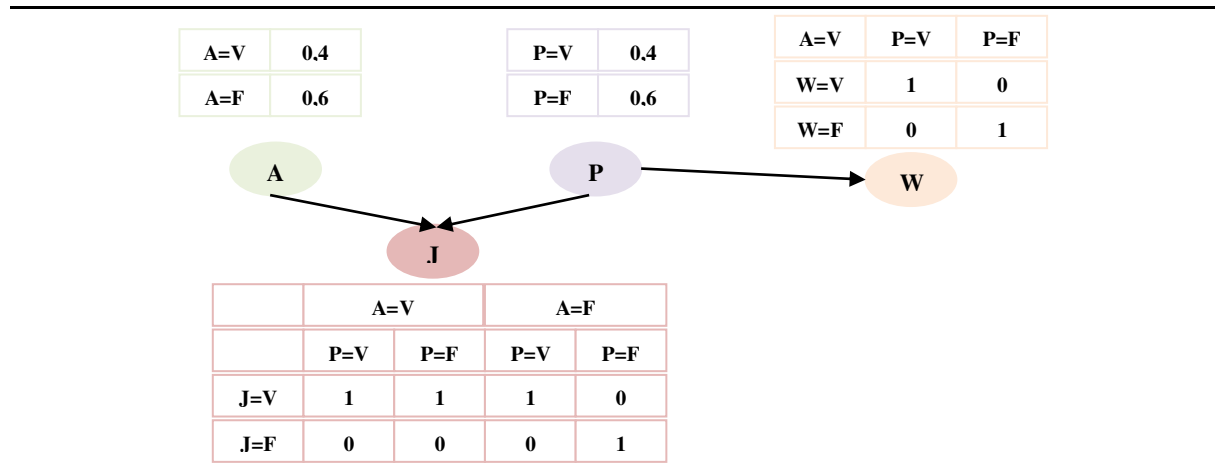 A=V 0,4
A=F 0,6
P=V 0,4
P=F 0,6
A=V P=V P=F
W=V 1 0
W=F 0 1
A
P
W
J
A=V A=F
P=V P=F P=V P=F
J=V 1 1 1 0
J=F 0 0 0 1